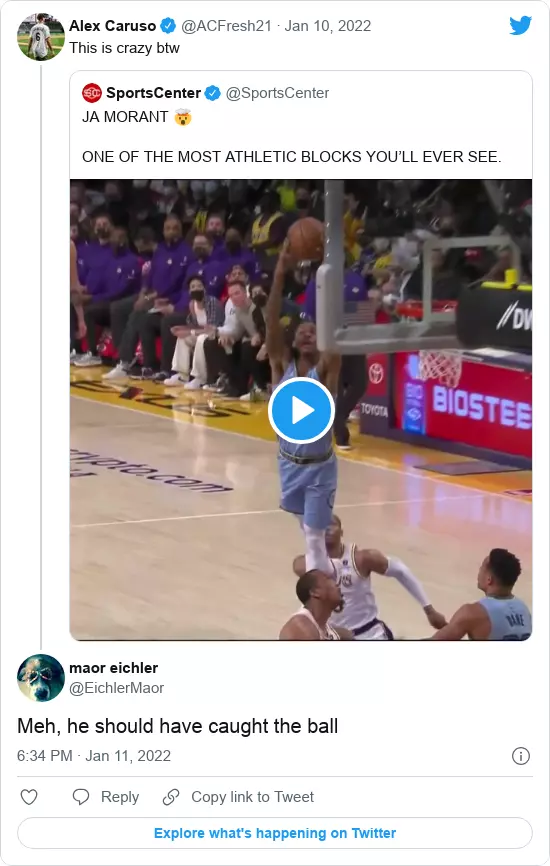 Alex Caruso @ACFresh21 · Jan 10, 2022
This is crazy btw
SportsCenter @SportsCenter
JA MORANT 🤯
ONE OF THE MOST ATHLETIC BLOCKS YOU’LL EVER SEE.
TOYOTA
BIOSTEE
crypto.com
maor eichler
@EichlerMaor
Meh, he should have caught the ball
6:34 PM · Jan 11, 2022
Reply
Copy link to Tweet
Explore what's happening on Twitter